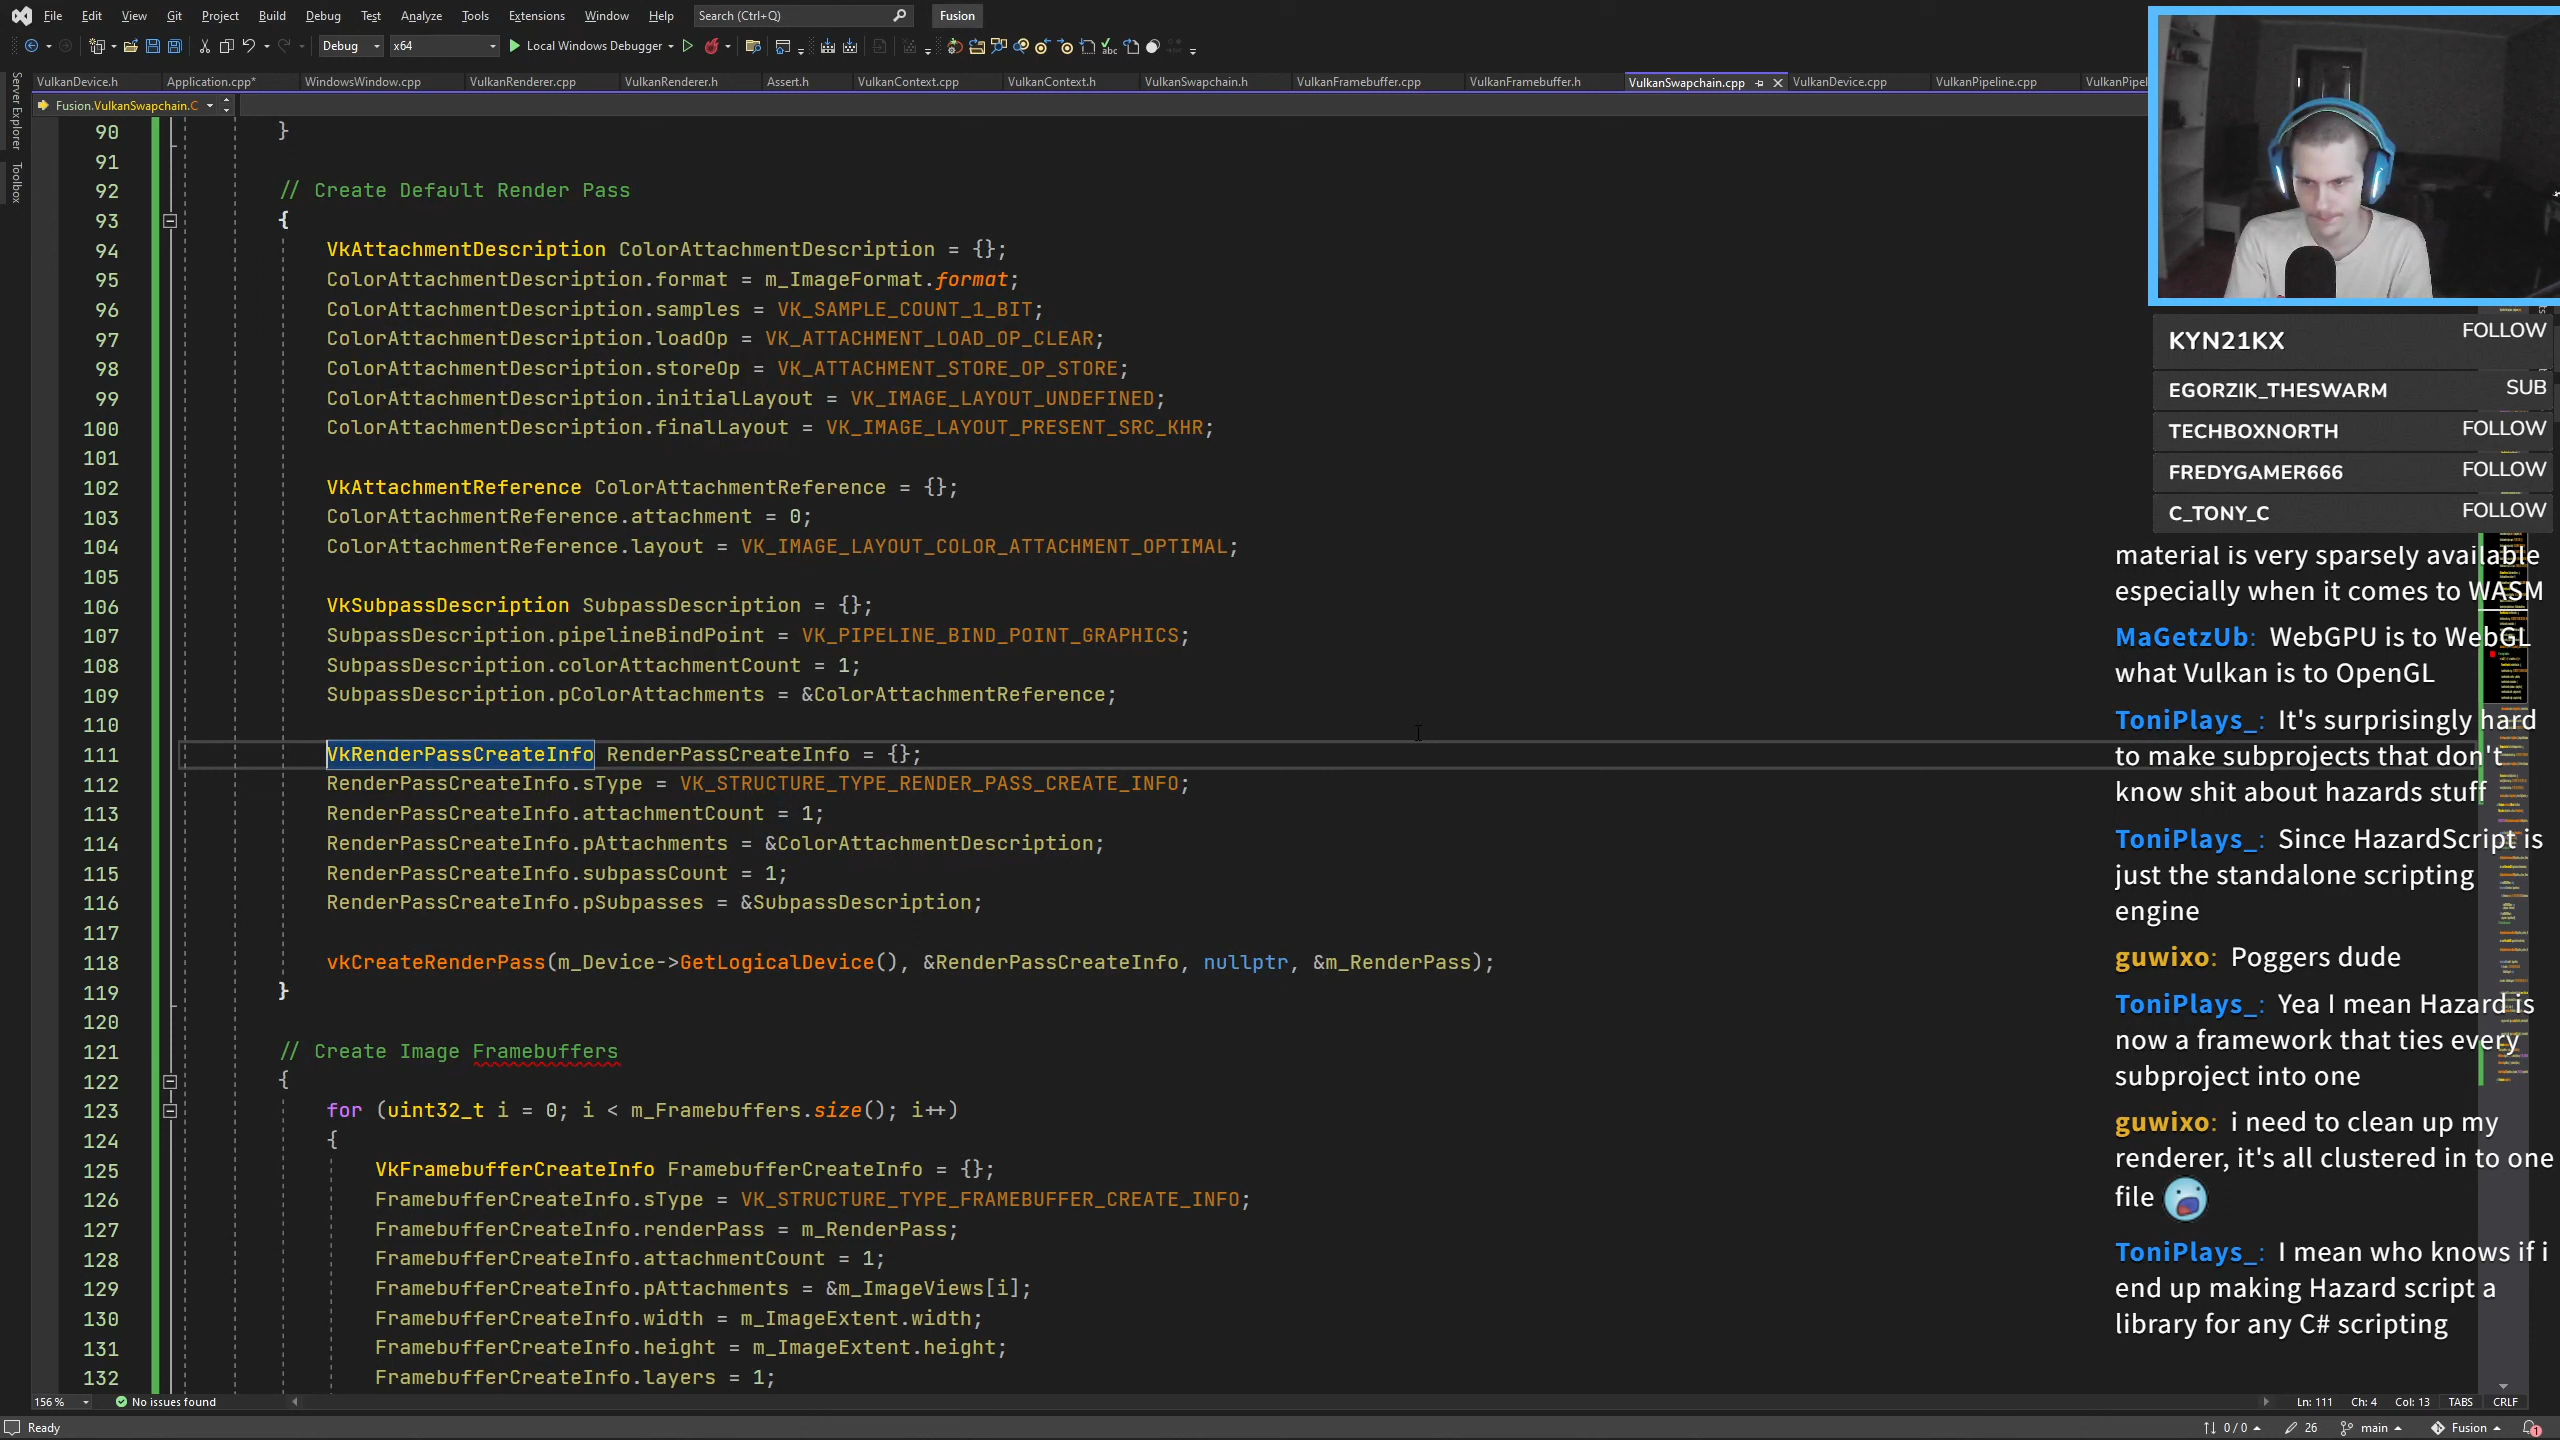 File Edit View Git Project Build Debug Test Analyze Tools Extensions Window Help Search (Ctrl+Q) Fusion
Debug x64 Local Windows Debugger
VulkanDevice.h Application.cpp* WindowsWindow.cpp VulkanRenderer.cpp VulkanRenderer.h Assert.h VulkanContext.cpp VulkanContext.h VulkanSwapchain.h VulkanFramebuffer.cpp VulkanFramebuffer.h VulkanSwapchain.cpp VulkanDevice.cpp VulkanPipeline.cpp VulkanPipel
Fusion.VulkanSwapchain.C
Server Explorer
Toolbox
90 }
91
92 // Create Default Render Pass
93 {
94 VkAttachmentDescription ColorAttachmentDescription = {};
95 ColorAttachmentDescription.format = m_ImageFormat.format;
96 ColorAttachmentDescription.samples = VK_SAMPLE_COUNT_1_BIT;
97 ColorAttachmentDescription.loadOp = VK_ATTACHMENT_LOAD_OP_CLEAR;
98 ColorAttachmentDescription.storeOp = VK_ATTACHMENT_STORE_OP_STORE;
99 ColorAttachmentDescription.initialLayout = VK_IMAGE_LAYOUT_UNDEFINED;
100 ColorAttachmentDescription.finalLayout = VK_IMAGE_LAYOUT_PRESENT_SRC_KHR;
101
102 VkAttachmentReference ColorAttachmentReference = {};
103 ColorAttachmentReference.attachment = 0;
104 ColorAttachmentReference.layout = VK_IMAGE_LAYOUT_COLOR_ATTACHMENT_OPTIMAL;
105
106 VkSubpassDescription SubpassDescription = {};
107 SubpassDescription.pipelineBindPoint = VK_PIPELINE_BIND_POINT_GRAPHICS;
108 SubpassDescription.colorAttachmentCount = 1;
109 SubpassDescription.pColorAttachments = &ColorAttachmentReference;
110
111 VkRenderPassCreateInfo RenderPassCreateInfo = {};
112 RenderPassCreateInfo.sType = VK_STRUCTURE_TYPE_RENDER_PASS_CREATE_INFO;
113 RenderPassCreateInfo.attachmentCount = 1;
114 RenderPassCreateInfo.pAttachments = &ColorAttachmentDescription;
115 RenderPassCreateInfo.subpassCount = 1;
116 RenderPassCreateInfo.pSubpasses = &SubpassDescription;
117
118 vkCreateRenderPass(m_Device->GetLogicalDevice(), &RenderPassCreateInfo, nullptr, &m_RenderPass);
119 }
120
121 // Create Image Framebuffers
122 {
123 for (uint32_t i = 0; i < m_Framebuffers.size(); i++)
124 {
125 VkFramebufferCreateInfo FramebufferCreateInfo = {};
126 FramebufferCreateInfo.sType = VK_STRUCTURE_TYPE_FRAMEBUFFER_CREATE_INFO;
127 FramebufferCreateInfo.renderPass = m_RenderPass;
128 FramebufferCreateInfo.attachmentCount = 1;
129 FramebufferCreateInfo.pAttachments = &m_ImageViews[i];
130 FramebufferCreateInfo.width = m_ImageExtent.width;
131 FramebufferCreateInfo.height = m_ImageExtent.height;
132 FramebufferCreateInfo.layers = 1;
KYN21KX FOLLOW
EGORZIK_THESWARM SUB
TECHBOXNORTH FOLLOW
FREDYGAMER666 FOLLOW
C_TONY_C FOLLOW
material is very sparsely available
especially when it comes to WASM
MaGetzUb: WebGPU is to WebGL
what Vulkan is to OpenGL
ToniPlays_: It's surprisingly hard
to make subprojects that don't
know shit about hazards stuff
ToniPlays_: Since HazardScript is
just the standalone scripting
engine
guwixo: Poggers dude
ToniPlays_: Yea I mean Hazard is
now a framework that ties every
subproject into one
guwixo: i need to clean up my
renderer, it's all clustered in to one
file
ToniPlays_: I mean who knows if i
end up making Hazard script a
library for any C# scripting
156 % No issues found Ln: 111 Ch: 4 Col: 13 TABS CRLF
Ready 0 / 0 26 main Fusion 1